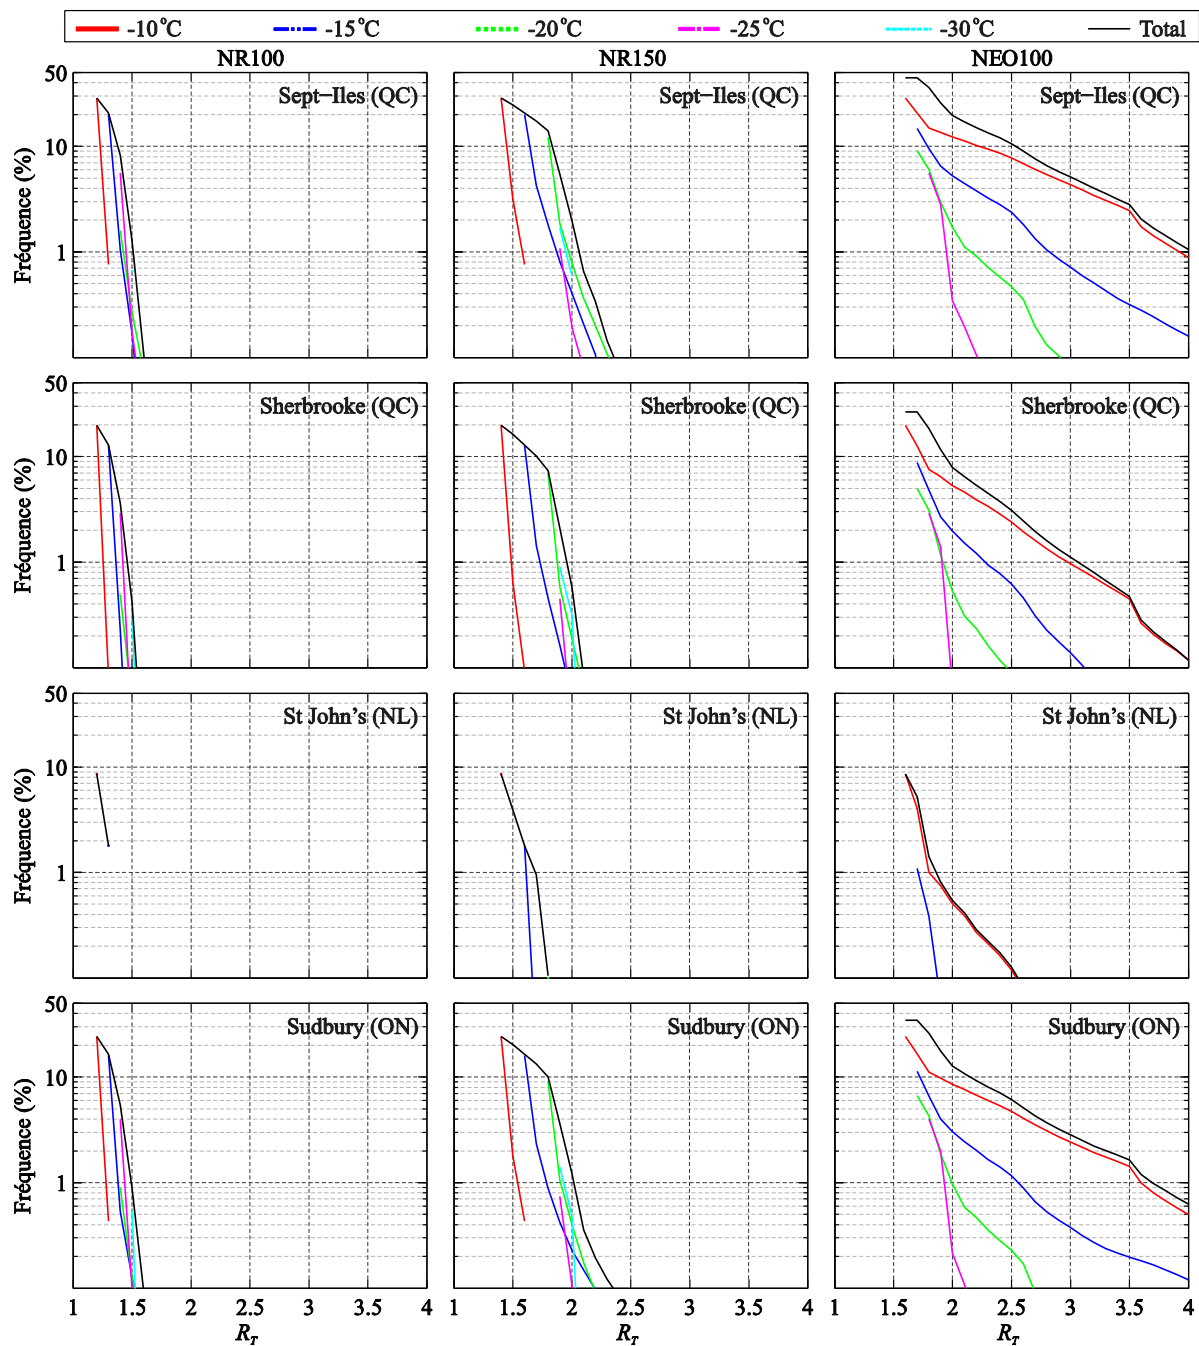 -10°C -15°C -20°C -25°C -30°C Total
NR100 NR150 NEO100
50 Sept-Iles (QC) Sept-Iles (QC) Sept-Iles (QC)
10
1
Fréquence (%)
50 Sherbrooke (QC) Sherbrooke (QC) Sherbrooke (QC)
10
1
Fréquence (%)
50 St John's (NL) St John's (NL) St John's (NL)
10
1
Fréquence (%)
50 Sudbury (ON) Sudbury (ON) Sudbury (ON)
10
1
Fréquence (%)
1 1.5 2 2.5 3 3.5 4 1 1.5 2 2.5 3 3.5 4 1 1.5 2 2.5 3 3.5 4
R_T R_T R_T